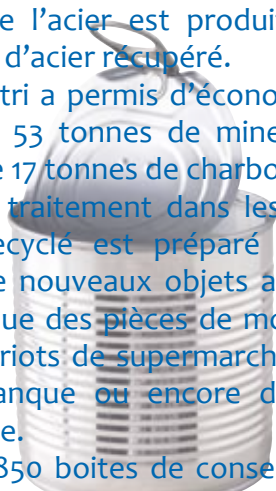 e l'acier est produi
d'acier récupéré.
tri a permis d'écono
53 tonnes de mine
e 17 tonnes de charbo
traitement dans les
ecyclé est préparé
e nouveaux objets a
que des pièces de mo
riots de supermarch
anque ou encore d
e.
850 boites de conse